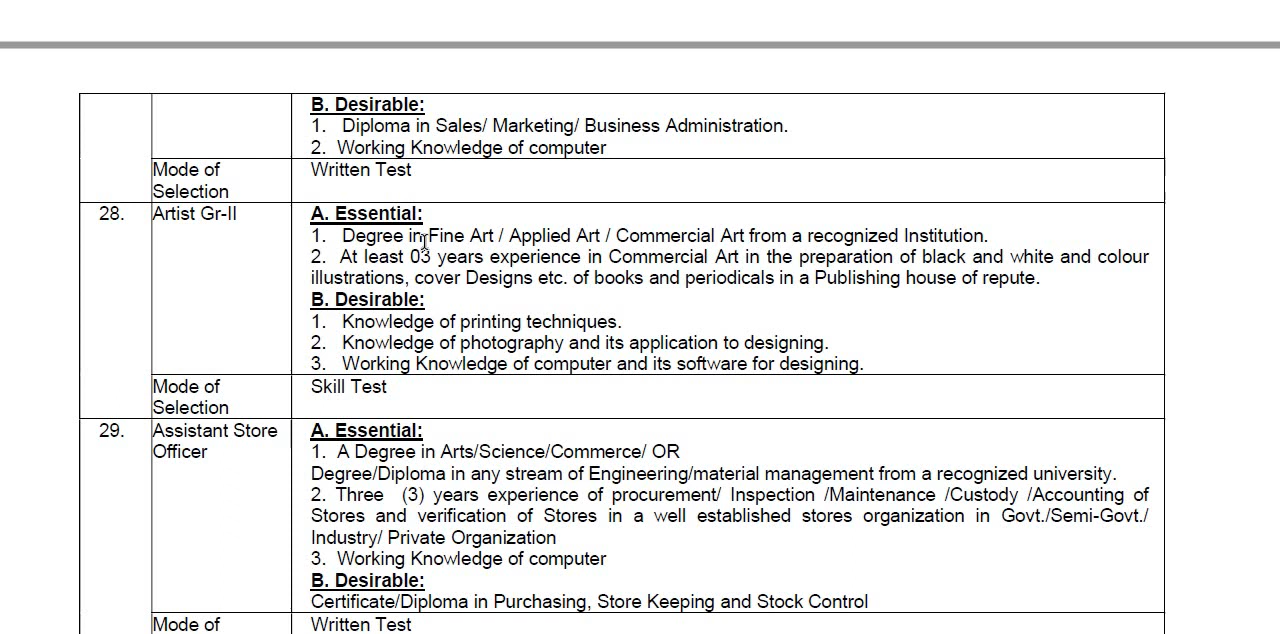 B. Desirable:
1. Diploma in Sales/ Marketing/ Business Administration.
2. Working Knowledge of computer
Mode of
Selection
Written Test
28.
Artist Gr-II
A. Essential:
1. Degree in Fine Art / Applied Art / Commercial Art from a recognized Institution.
2. At least 03 years experience in Commercial Art in the preparation of black and white and colour
illustrations, cover Designs etc. of books and periodicals in a Publishing house of repute.
B. Desirable:
1. Knowledge of printing techniques.
2. Knowledge of photography and its application to designing.
3. Working Knowledge of computer and its software for designing.
Mode of
Selection
Skill Test
29.
Assistant Store
Officer
A. Essential:
1. A Degree in Arts/Science/Commerce/ OR
Degree/Diploma in any stream of Engineering/material management from a recognized university.
2. Three (3) years experience of procurement/ Inspection /Maintenance /Custody /Accounting of
Stores and verification of Stores in a well established stores organization in Govt./Semi-Govt./
Industry/ Private Organization
3. Working Knowledge of computer
B. Desirable:
Certificate/Diploma in Purchasing, Store Keeping and Stock Control
Mode of
Written Test